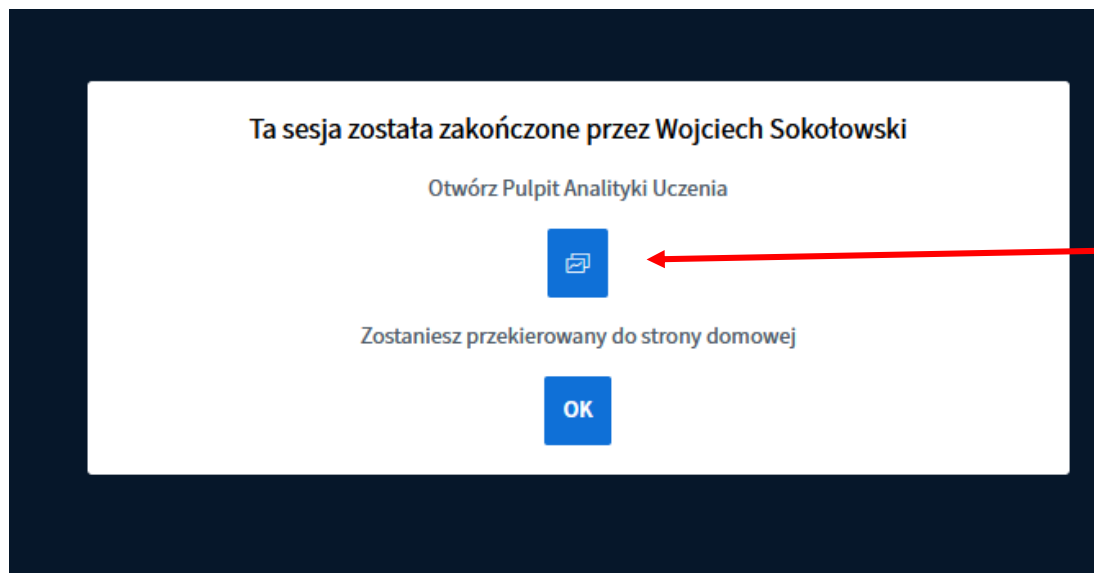 Ta sesja została zakończone przez Wojciech Sokołowski
Otwórz Pulpit Analityki Uczenia
Zostaniesz przekierowany do strony domowej
OK